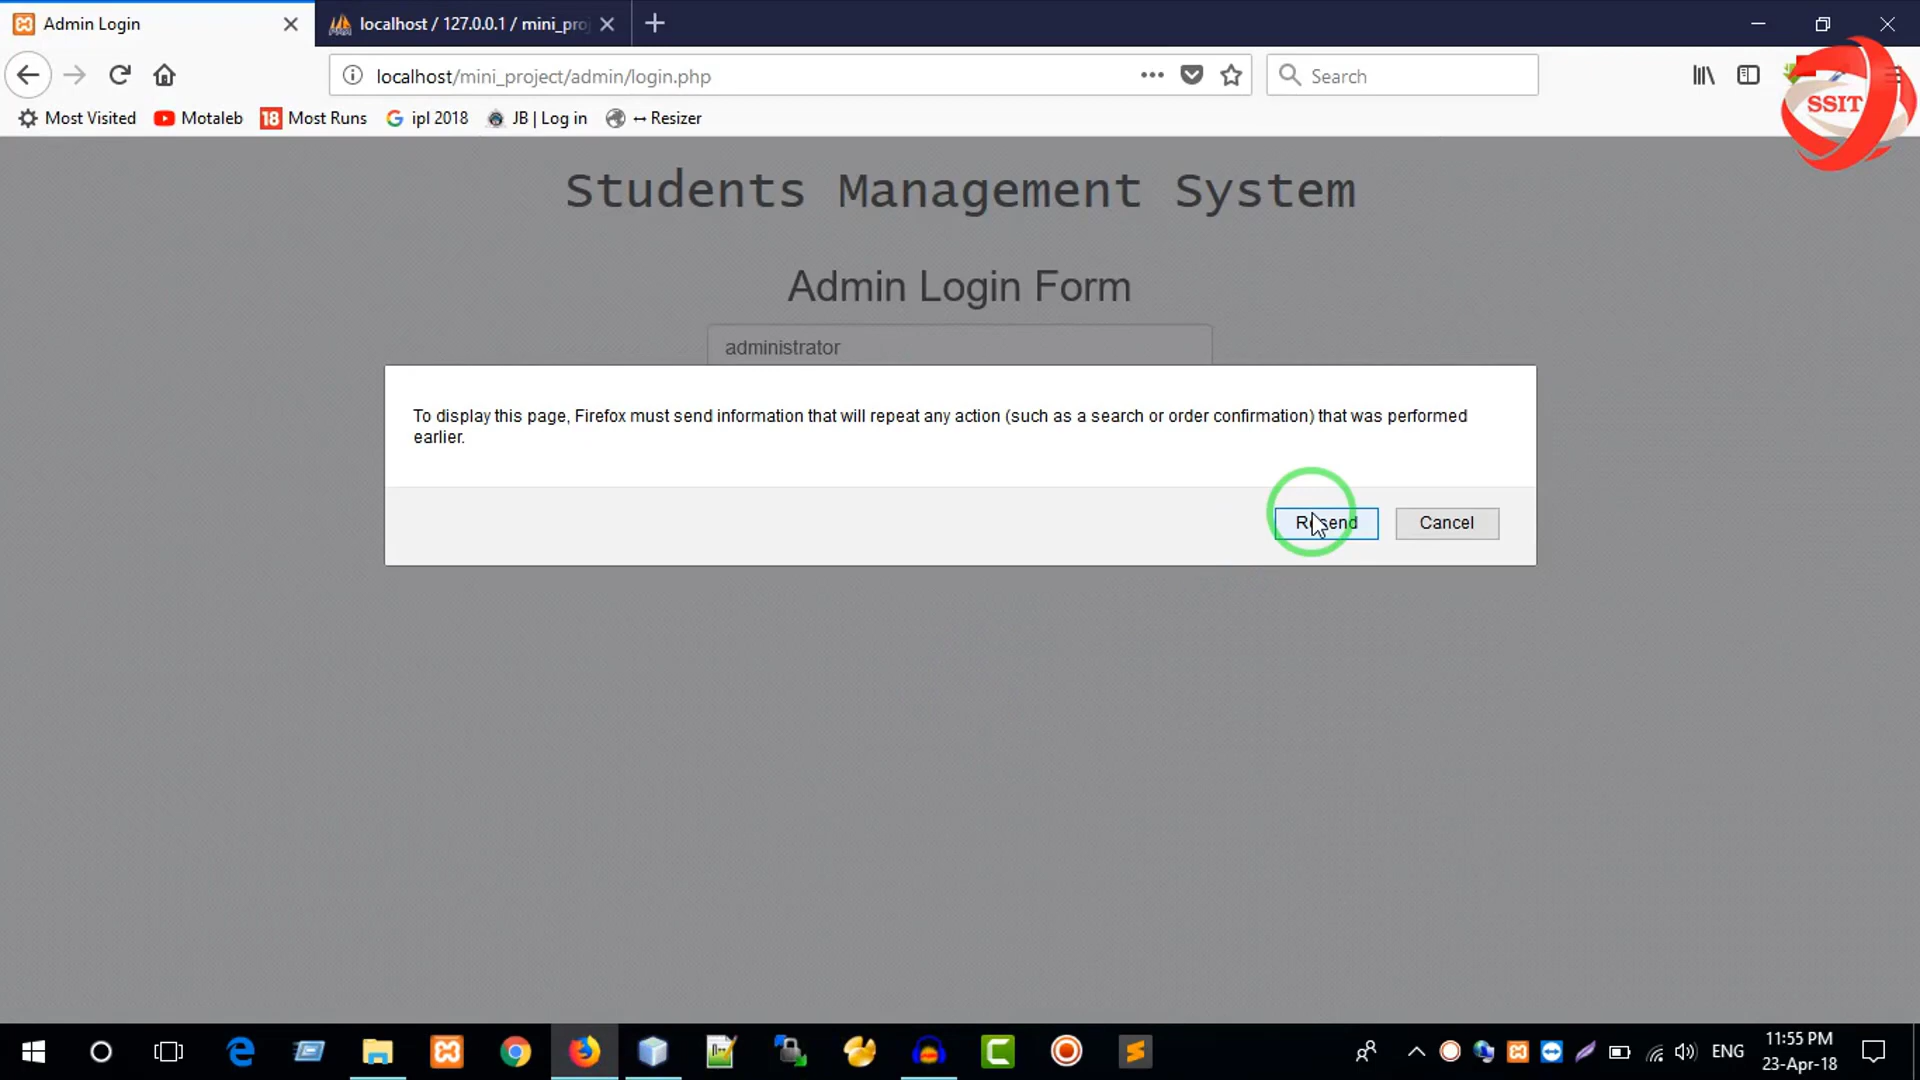 Admin Login
localhost / 127.0.0.1 / mini_pro
localhost/mini_project/admin/login.php
Search
Most Visited
Motaleb
18 Most Runs
G ipl 2018
JB | Log in
↔ Resizer
SSIT
Students Management System
Admin Login Form
administrator
To display this page, Firefox must send information that will repeat any action (such as a search or order confirmation) that was performed
earlier.
Resend
Cancel
ENG
11:55 PM
23-Apr-18